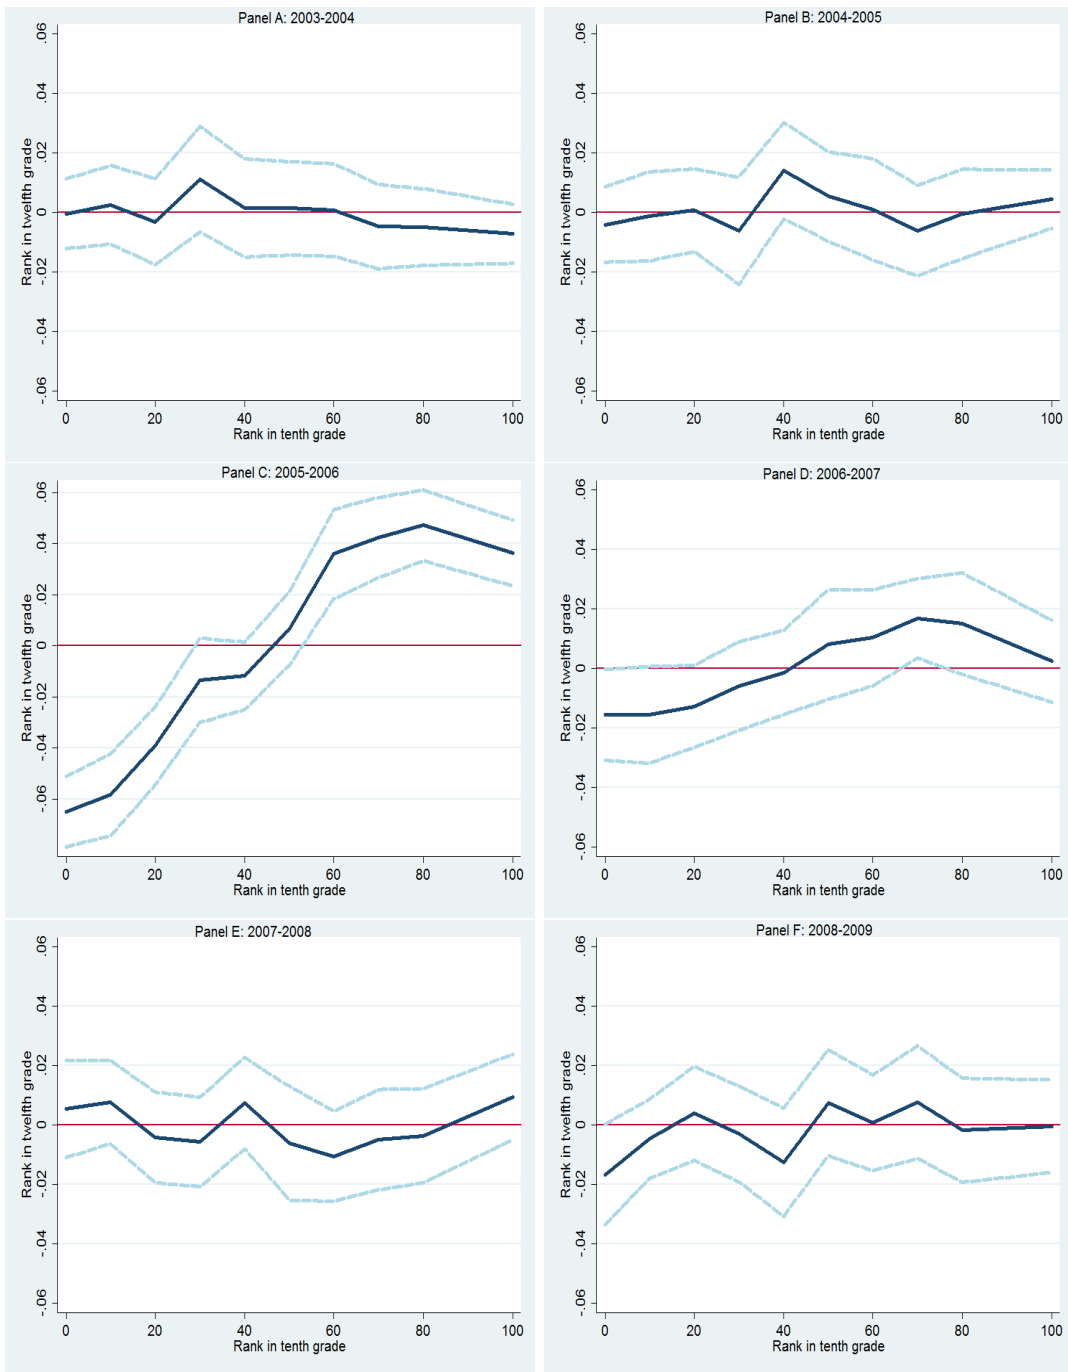 Panel A: 2003-2004
Rank in twelfth grade
.06
.04
.02
0
-.02
-.04
-.06
0 20 40 60 80 100
Rank in tenth grade
Panel B: 2004-2005
Rank in twelfth grade
.06
.04
.02
0
-.02
-.04
-.06
0 20 40 60 80 100
Rank in tenth grade
Panel C: 2005-2006
Rank in twelfth grade
.06
.04
.02
0
-.02
-.04
-.06
0 20 40 60 80 100
Rank in tenth grade
Panel D: 2006-2007
Rank in twelfth grade
.06
.04
.02
0
-.02
-.04
-.06
0 20 40 60 80 100
Rank in tenth grade
Panel E: 2007-2008
Rank in twelfth grade
.06
.04
.02
0
-.02
-.04
-.06
0 20 40 60 80 100
Rank in tenth grade
Panel F: 2008-2009
Rank in twelfth grade
.06
.04
.02
0
-.02
-.04
-.06
0 20 40 60 80 100
Rank in tenth grade